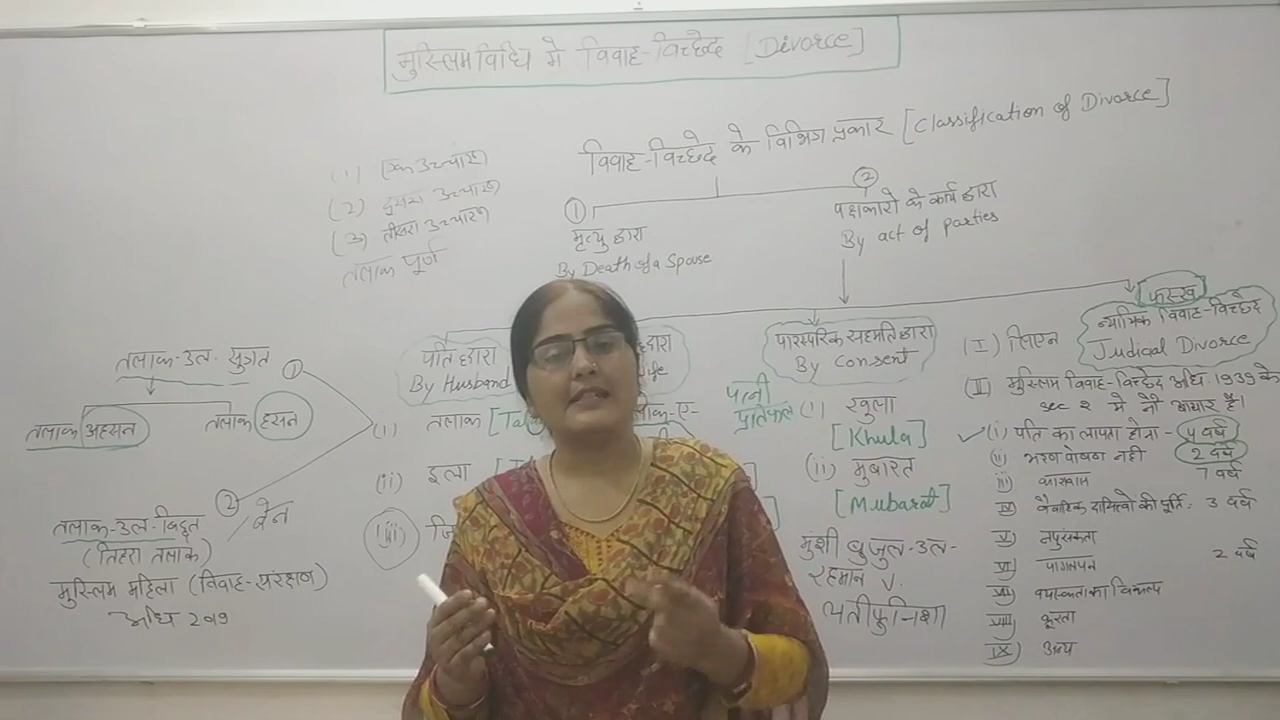 मुस्लिम विधि मे विवाह-विच्छेद [Divorce]
विवाह-विच्छेद के विभिन्न प्रकार [Classification of Divorce]
(1) एक उच्चारण
(2) दूसरा उच्चारण
(3) तीसरा उच्चारण
तलाक पूर्ण
①
मृत्यु द्वारा
By Death of a Spouse
②
पक्षकारो के कार्य द्वारा
By act of parties
तलाक-उल-सुन्नत ①
तलाक अहसन
तलाक हसन
②
तलाक-उल-बिद्दत / बेन
(तिहरा तलाक)
मुस्लिम महिला (विवाह-संरक्षण)
अधि 2019
पति द्वारा
By Husband
(i) तलाक
(ii) इला
(iii)
द्वारा
पारस्परिक सहमति द्वारा
By Consent
पत्नी
प्रतिफल
(i) खुला
[Khula]
(ii) मुबारत
[Mubarat]
मुंशी बुजुल-उल-
रहमान V.
लतीफुन्निशा
फस्ख
न्यायिक विवाह-विच्छेद
Judicial Divorce
(I) लिएन
(II) मुस्लिम विवाह-विच्छेद अधि. 1939 के
sec 2 मे नौ आधार है।
✓(i) पति का लापता होना - 4 वर्ष
(ii) भरण पोषण नही 2 वर्ष
iii) कारावास 7 वर्ष
IV) वैवाहिक दायित्वो की पूर्ति. 3 वर्ष
V) नपुंसकता
VI) पागलपन 2 वर्ष
VII) वयस्कता का विकल्प
VIII) क्रूरता
IX) अन्य